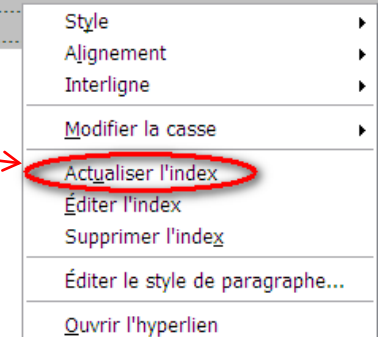 Style
Alignement
Interligne
Modifier la casse
Actualiser l'index
Éditer l'index
Supprimer l'index
Éditer le style de paragraphe...
Ouvrir l'hyperlien